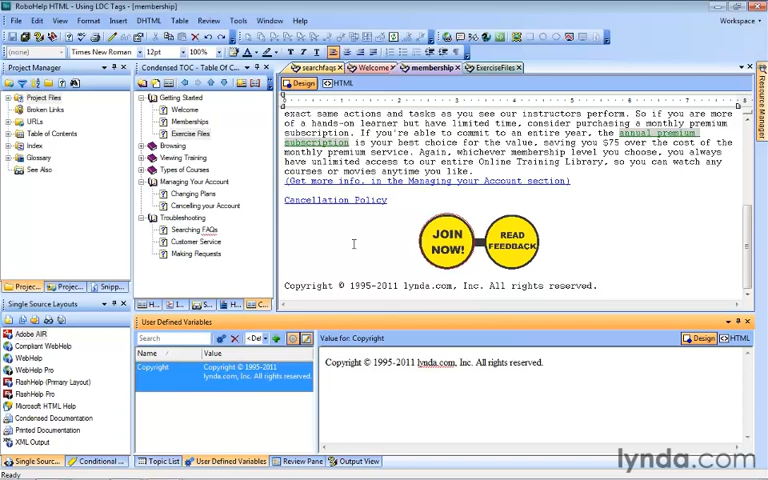 RoboHelp HTML - Using LDC Tags - [membership]
File Edit View Format Insert DHTML Table Project Tools Window Help
Workspace
(none) Times New Roman 12pt 100%
Project Manager
Condensed TOC - Table Of C...
searchfaqs Welcome membership ExerciseFiles
Design HTML
Project Files
Broken Links
URLs
Table of Contents
Index
Glossary
See Also
Getting Started
Welcome
Memberships
Exercise Files
Browsing
Viewing Training
Types of Courses
Managing Your Account
Changing Plans
Cancelling your Account
Troubleshooting
Searching FAQs
Customer Service
Making Requests
exact same actions and tasks as you see our instructors perform. So if you are more
of a hands-on learner but have limited time, consider purchasing a monthly premium
subscription. If you're able to commit to an entire year, the annual premium
subscription is your best choice for the value, saving you $75 over the cost of the
monthly premium service. Again, whichever membership level you choose, you always
have unlimited access to our entire Online Training Library, so you can watch any
courses or movies anytime you like.
(Get more info. in the Managing your Account section)
Cancellation Policy
JOIN
NOW!
READ
FEEDBACK
Copyright © 1995-2011 lynda.com, Inc. All rights reserved.
Resource Manager
Projec... Projec... Snipp...
H... I... S... H... C...
Single Source Layouts
Adobe AIR
Compliant WebHelp
WebHelp
WebHelp Pro
FlashHelp (Primary Layout)
FlashHelp Pro
Microsoft HTML Help
Condensed Documentation
Printed Documentation
XML Output
Single Sourc... Conditional ...
User Defined Variables
Search
<Del
Name Value
Copyright Copyright © 1995-2011
lynda.com, Inc. All rights reserved.
Value for: Copyright
Design HTML
Copyright © 1995-2011 lynda.com, Inc. All rights reserved.
Topic List User Defined Variables Review Pane Output View
Ready
lynda.com